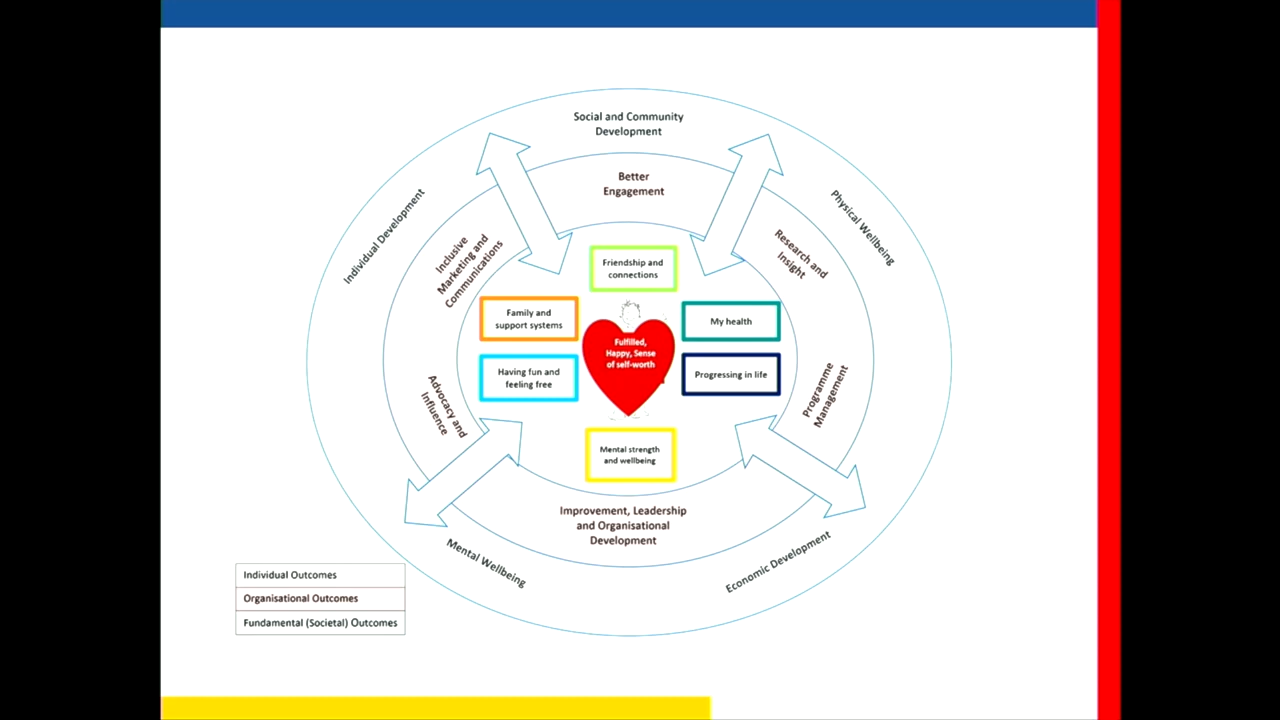 Social and Community
Development
Better
Engagement
Individual Development
Physical Wellbeing
Inclusive
Marketing and
Communications
Research and
Insight
Friendship and
connections
Family and
support systems
My health
Fulfilled,
Happy, Sense
of self-worth
Having fun and
feeling free
Progressing in life
Advocacy and
Influence
Programme
Management
Mental strength
and wellbeing
Improvement, Leadership
and Organisational
Development
Mental Wellbeing
Economic Development
Individual Outcomes
Organisational Outcomes
Fundamental (Societal) Outcomes